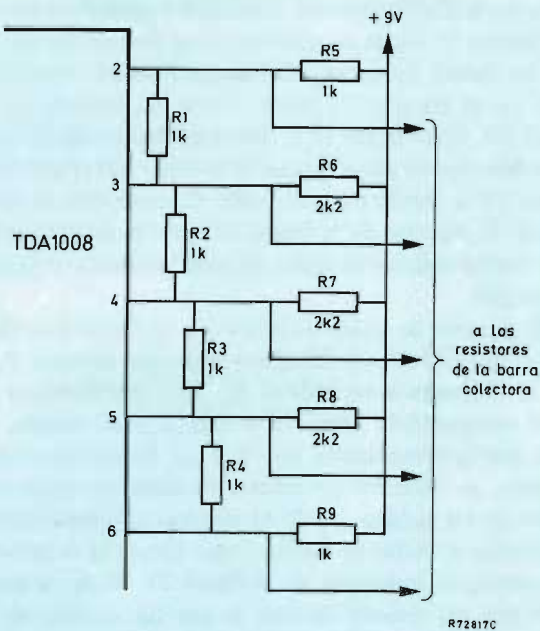 + 9V
2
R5
1k
R1
1k
R6
2k2
3
TDA1008
R2
1k
R7
2k2
4
a los
resistores
de la barra
colectora
R3
1k
R8
2k2
5
R4
1k
R9
1k
6
R72817C